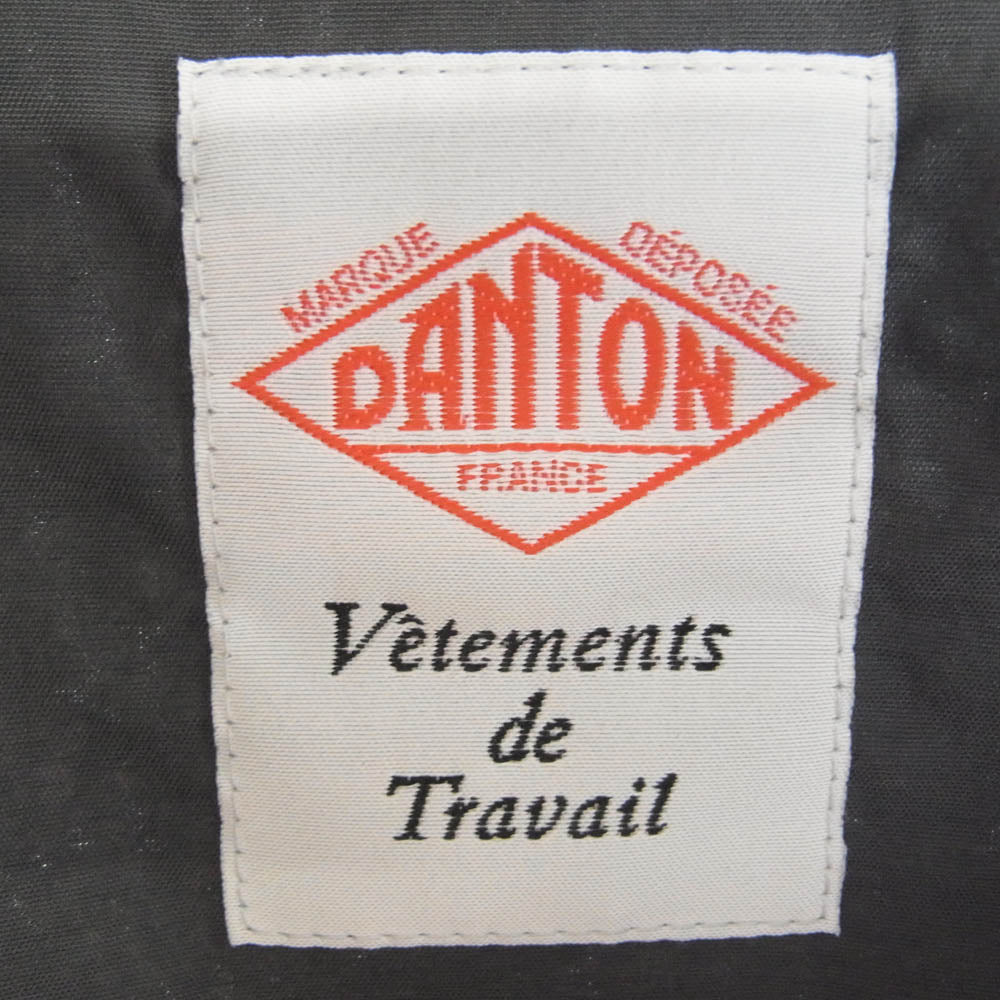 MARQUE DÉPOSÉE
DANTON
FRANCE
Vêtements
de
Travail